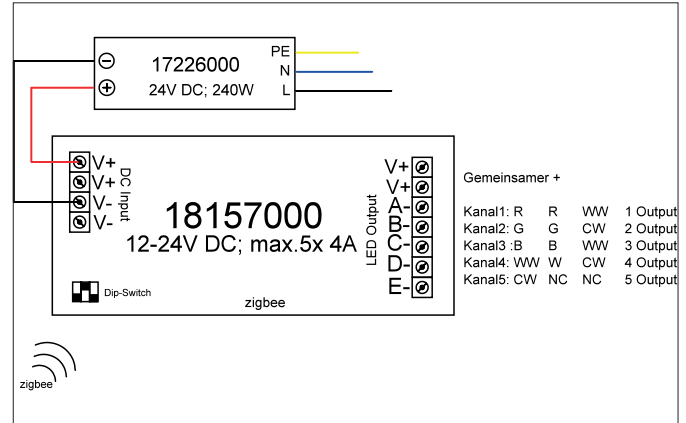 17226000
24V DC; 240W
PE
N
L
V+
V+
V-
V-
DC Input
18157000
12-24V DC; max.5x 4A
LED Output
V+
V+
A-
B-
C-
D-
E-
Dip-Switch
zigbee
zigbee
Gemeinsamer +
Kanal1: R R WW 1 Output
Kanal2: G G CW 2 Output
Kanal3 :B B WW 3 Output
Kanal4: WW W CW 4 Output
Kanal5: CW NC NC 5 Output